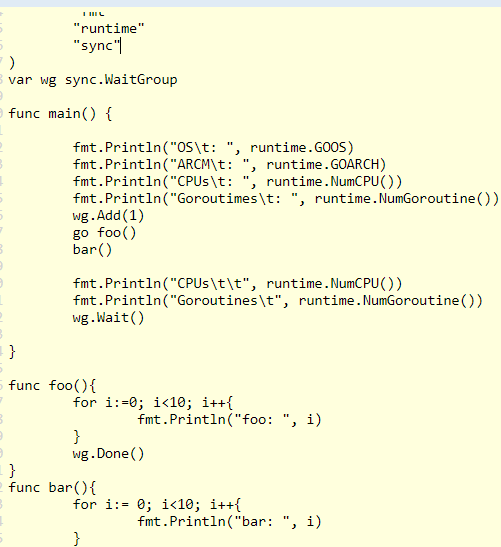 "runtime"
"sync"
)
var wg sync.WaitGroup
func main() {
fmt.Println("OS\t: ", runtime.GOOS)
fmt.Println("ARCM\t: ", runtime.GOARCH)
fmt.Println("CPUs\t: ", runtime.NumCPU())
fmt.Println("Goroutimes\t: ", runtime.NumGoroutine())
wg.Add(1)
go foo()
bar()
fmt.Println("CPUs\t\t", runtime.NumCPU())
fmt.Println("Goroutines\t", runtime.NumGoroutine())
wg.Wait()
}
func foo(){
for i:=0; i<10; i++{
fmt.Println("foo: ", i)
}
wg.Done()
}
func bar(){
for i:= 0; i<10; i++{
fmt.Println("bar: ", i)
}